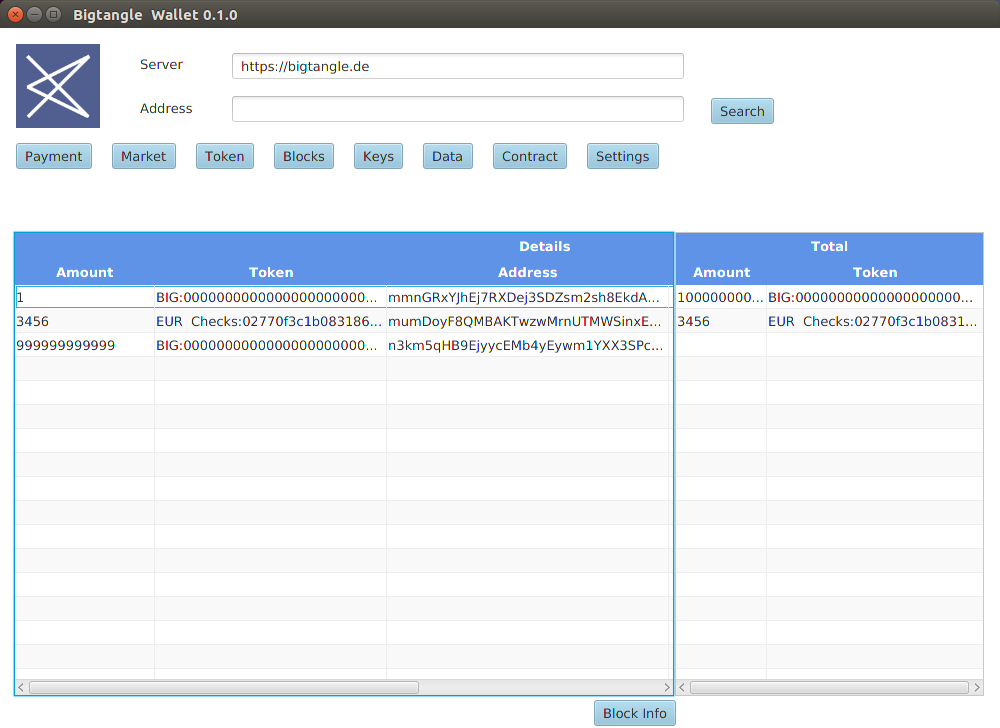 Bigtangle Wallet 0.1.0
Server https://bigtangle.de
Address Search
Payment Market Token Blocks Keys Data Contract Settings
Details Total
Amount Token Address Amount Token
1 BIG:0000000000000000000000... mmnGRxYJhEj7RXDej3SDZsm2sh8EkdA... 100000000... BIG:00000000000000000000...
3456 EUR Checks:02770f3c1b083186... mumDoyF8QMBAKTwzwMrnUTMWSinxE... 3456 EUR Checks:02770f3c1b0831...
999999999999 BIG:0000000000000000000000... n3km5qHB9EjyycEMb4yEywm1YXX3SPc...
Block Info